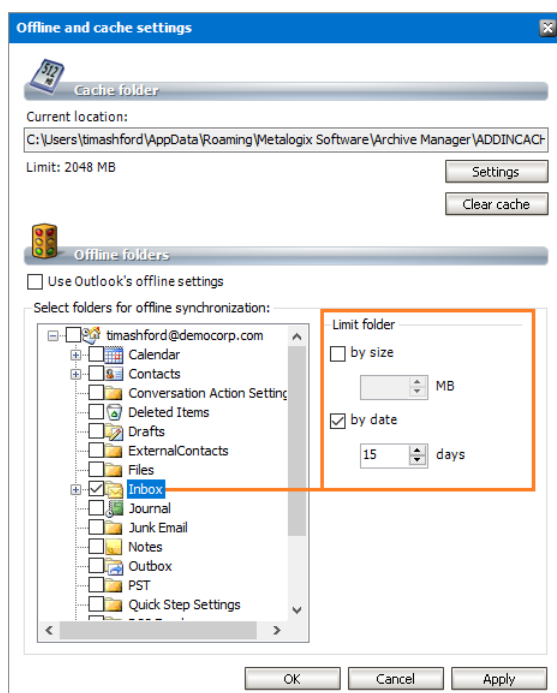 Offline and cache settings
512
Cache folder
Current location:
C:\Users\timashford\AppData\Roaming\Metalogix Software\Archive Manager\ADDINCACH
Limit: 2048 MB
Settings
Clear cache
Offline folders
Use Outlook's offline settings
Select folders for offline synchronization:
timashford@democorp.com
Calendar
Contacts
Conversation Action Setting
Deleted Items
Drafts
ExternalContacts
Files
Inbox
Journal
Junk Email
Notes
Outbox
PST
Quick Step Settings
Limit folder
by size
MB
by date
15 days
OK Cancel Apply